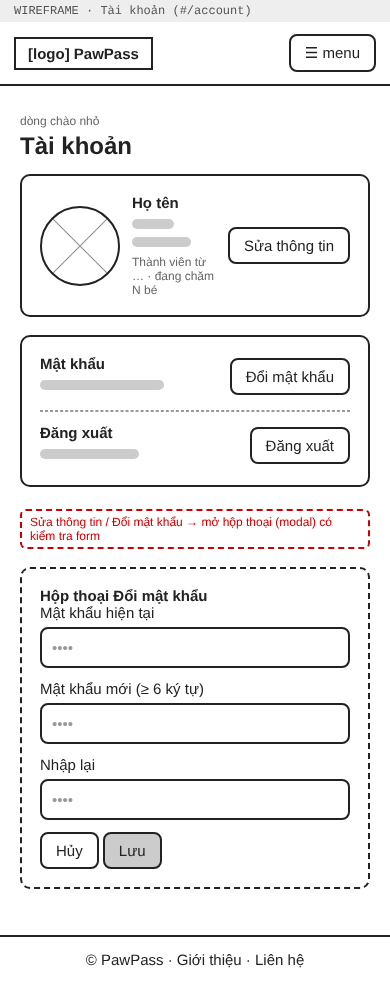 WIREFRAME · Tài khoản (#/account)
[logo] PawPass
☰ menu
dòng chào nhỏ
Tài khoản
Họ tên
Thành viên từ
… · đang chăm
N bé
Sửa thông tin
Mật khẩu
Đổi mật khẩu
Đăng xuất
Đăng xuất
Sửa thông tin / Đổi mật khẩu → mở hộp thoại (modal) có
kiểm tra form
Hộp thoại Đổi mật khẩu
Mật khẩu hiện tại
••••
Mật khẩu mới (≥ 6 ký tự)
••••
Nhập lại
••••
Hủy
Lưu
© PawPass · Giới thiệu · Liên hệ